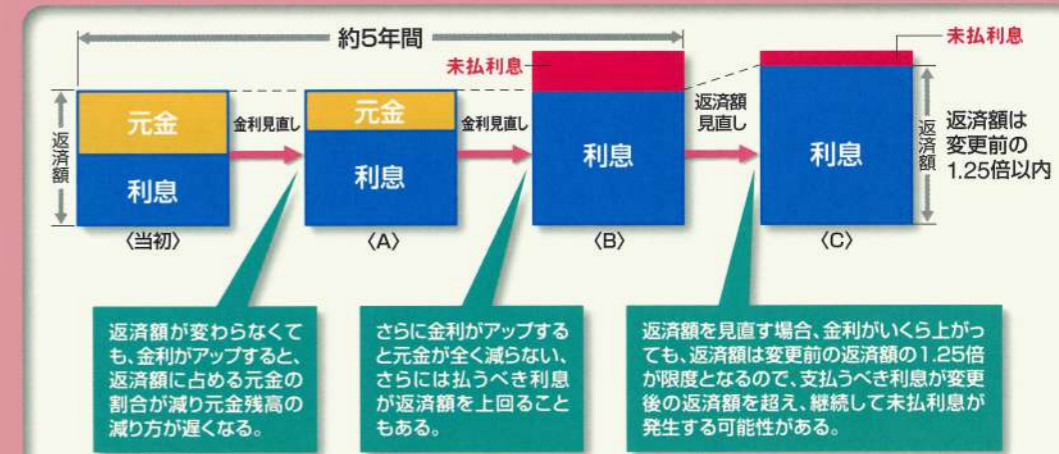 約5年間
未払利息
未払利息
返済額
元金
利息
〈当初〉
金利見直し
元金
利息
〈A〉
金利見直し
利息
〈B〉
返済額
見直し
利息
〈C〉
返済額
返済額は
変更前の
1.25倍以内
返済額が変わらなくて
も、金利がアップすると、
返済額に占める元金の
割合が減り元金残高の
減り方が遅くなる。
さらに金利がアップする
と元金が全く減らない、
さらには払うべき利息
が返済額を上回ること
もある。
返済額を見直す場合、金利がいくら上がっ
ても、返済額は変更前の返済額の1.25倍
が限度となるので、支払うべき利息が変更
後の返済額を超え、継続して未払利息が
発生する可能性がある。